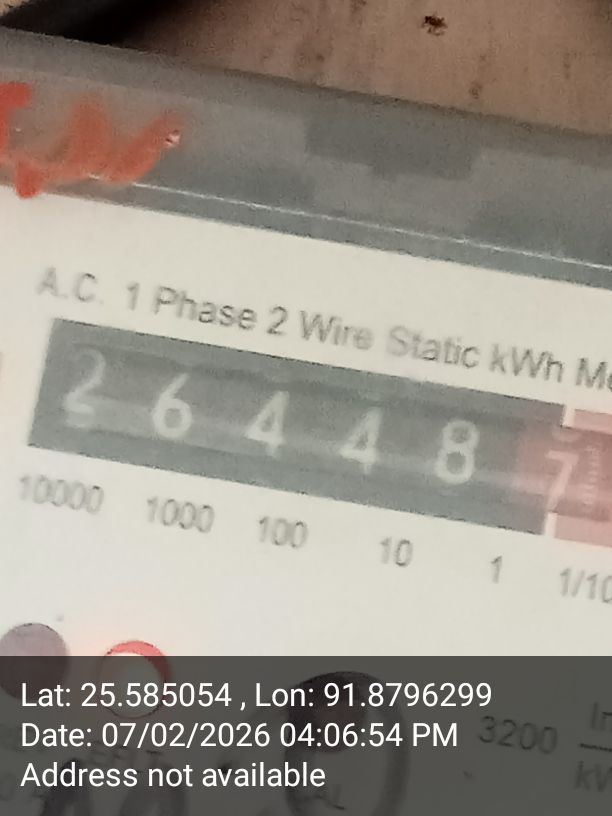 A.C. 1 Phase 2 Wire Static kWh
2 6 4 4 8 7
10000 1000 100 10 1 1/10
3200
Lat: 25.585054 , Lon: 91.8796299
Date: 07/02/2026 04:06:54 PM
Address not available